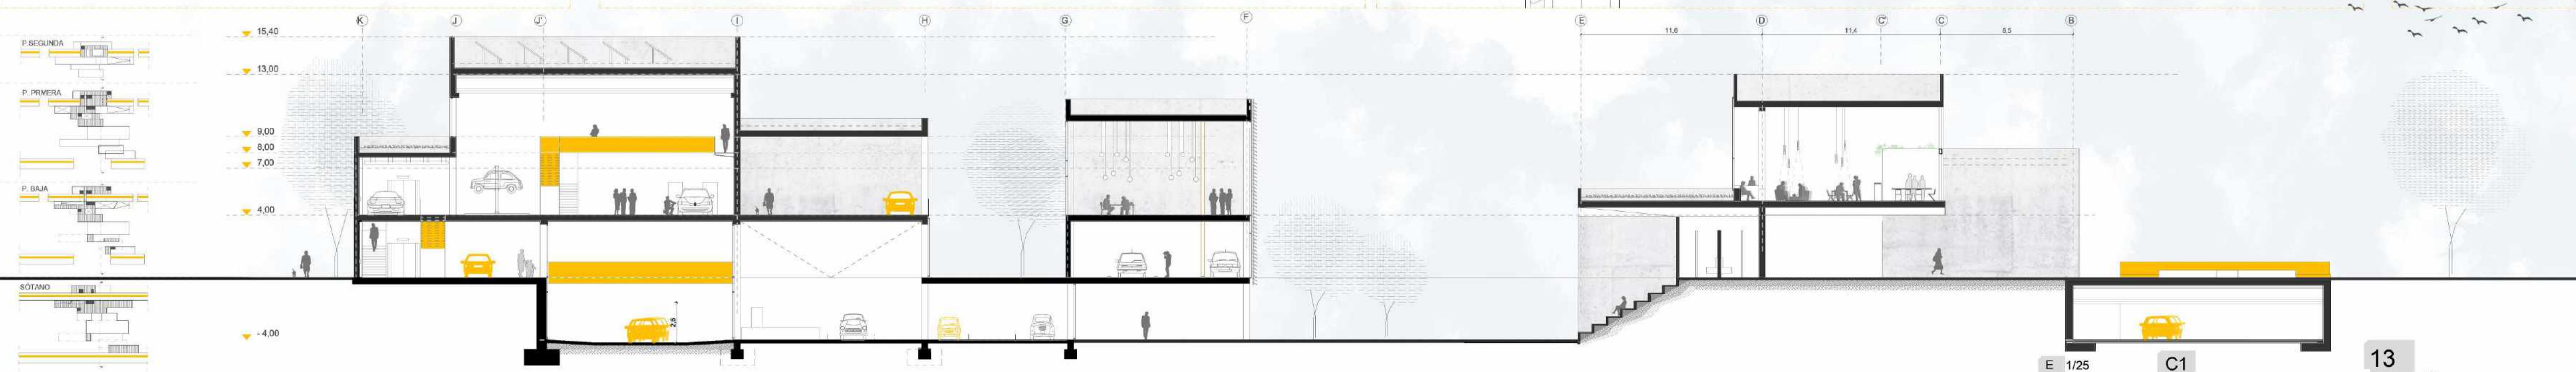 K J J' I H G F E D C' C B
11,6 11,4 8,5
P.SEGUNDA
P. PRMERA
P. BAJA
SÓTANO
15,40
13,00
9,00
8,00
7,00
4,00
- 4,00
2,5
E 1/25 C1 13